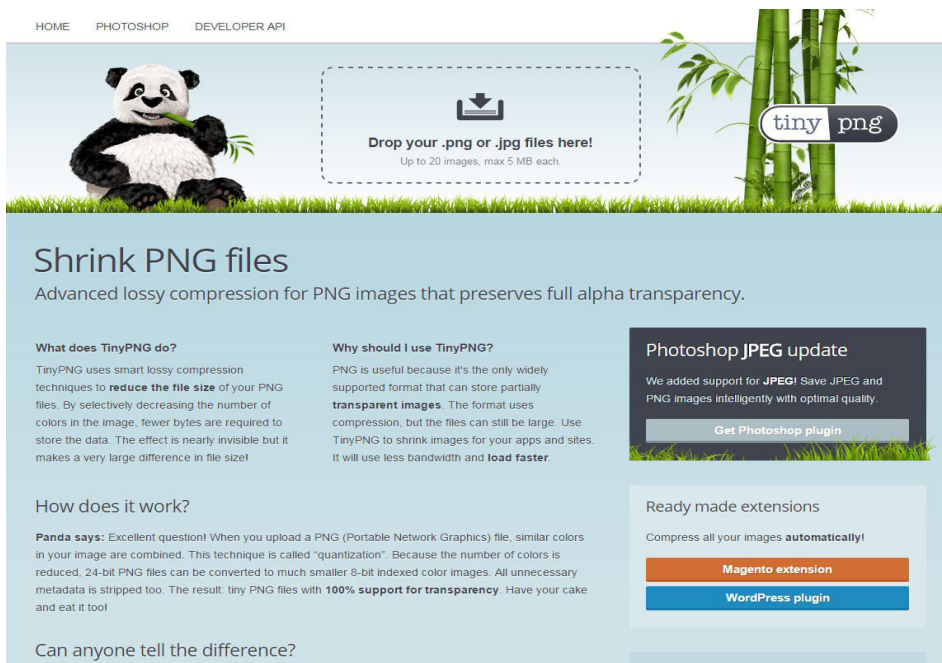 HOME PHOTOSHOP DEVELOPER API
Drop your .png or .jpg files here!
Up to 20 images, max 5 MB each.
tiny png
Shrink PNG files
Advanced lossy compression for PNG images that preserves full alpha transparency.
What does TinyPNG do?
TinyPNG uses smart lossy compression
techniques to reduce the file size of your PNG
files. By selectively decreasing the number of
colors in the image, fewer bytes are required to
store the data. The effect is nearly invisible but it
makes a very large difference in file size!
Why should I use TinyPNG?
PNG is useful because it's the only widely
supported format that can store partially
transparent images. The format uses
compression, but the files can still be large. Use
TinyPNG to shrink images for your apps and sites.
It will use less bandwidth and load faster.
Photoshop JPEG update
We added support for JPEG! Save JPEG and
PNG images intelligently with optimal quality.
Get Photoshop plugin
How does it work?
Panda says: Excellent question! When you upload a PNG (Portable Network Graphics) file, similar colors
in your image are combined. This technique is called “quantization”. Because the number of colors is
reduced, 24-bit PNG files can be converted to much smaller 8-bit indexed color images. All unnecessary
metadata is stripped too. The result: tiny PNG files with 100% support for transparency. Have your cake
and eat it too!
Ready made extensions
Compress all your images automatically!
Magento extension
WordPress plugin
Can anyone tell the difference?